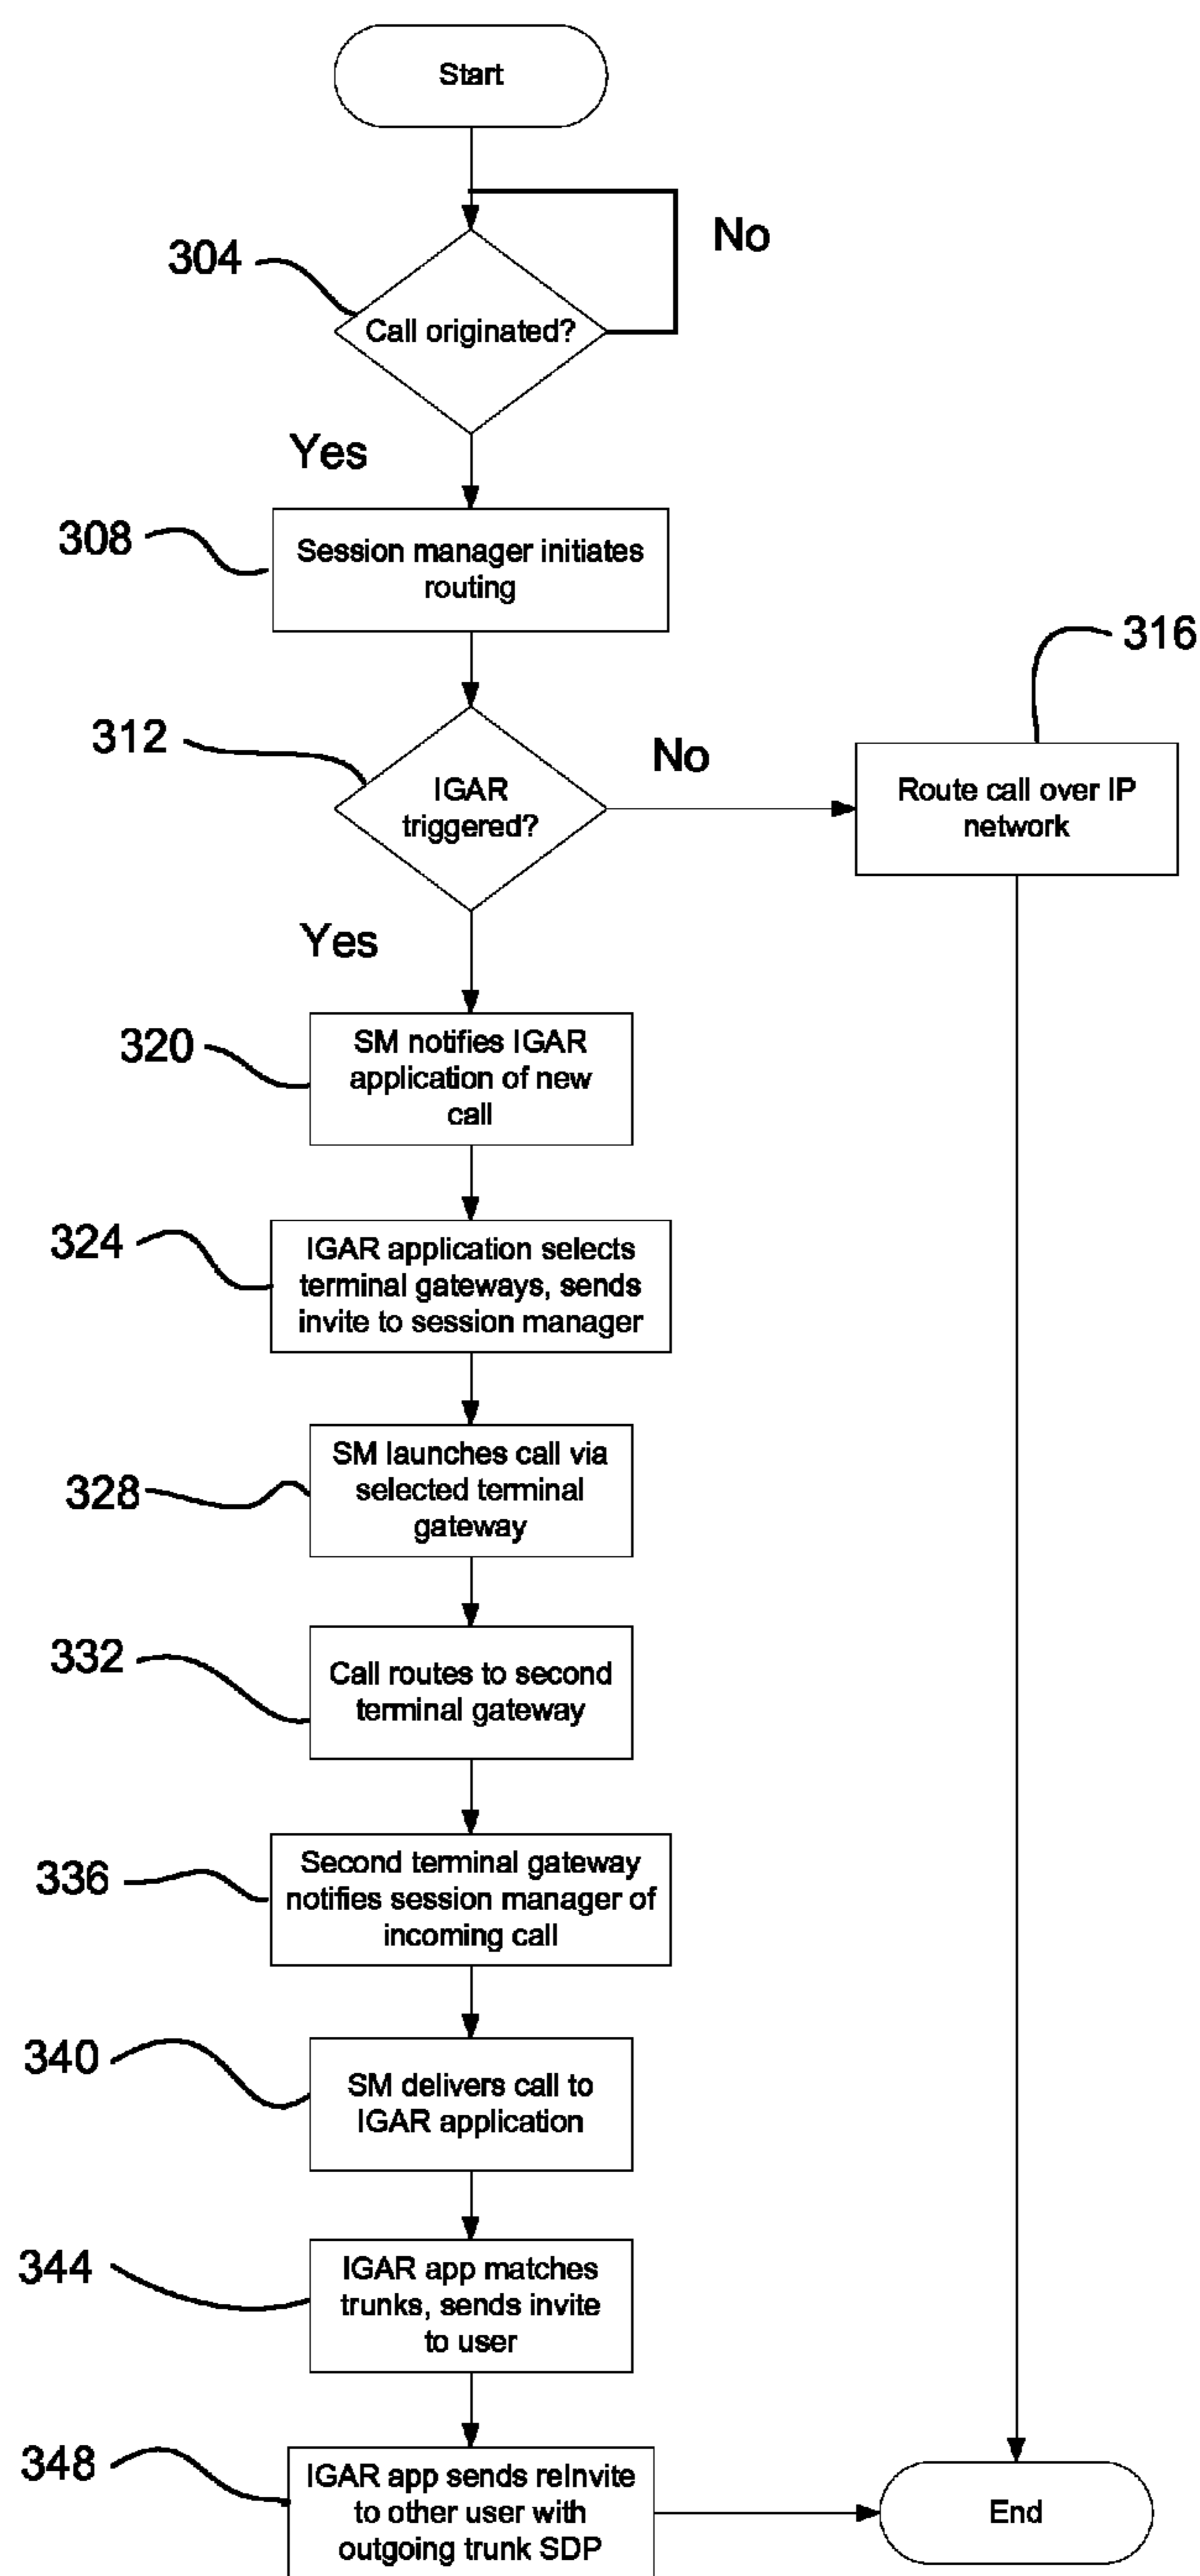 Start
No
304
Call originated?
Yes
308
Session manager initiates
routing
316
312
No
IGAR
triggered?
Route call over IP
network
Yes
320
SM notifies IGAR
application of new
call
324
IGAR application selects
terminal gateways, sends
invite to session manager
328
SM launches call via
selected terminal
gateway
332
Call routes to second
terminal gateway
336
Second terminal gateway
notifies session manager of
incoming call
340
SM delivers call to
IGAR application
344
IGAR app matches
trunks, sends invite
to user
348
IGAR app sends reInvite
to other user with
outgoing trunk SDP
End